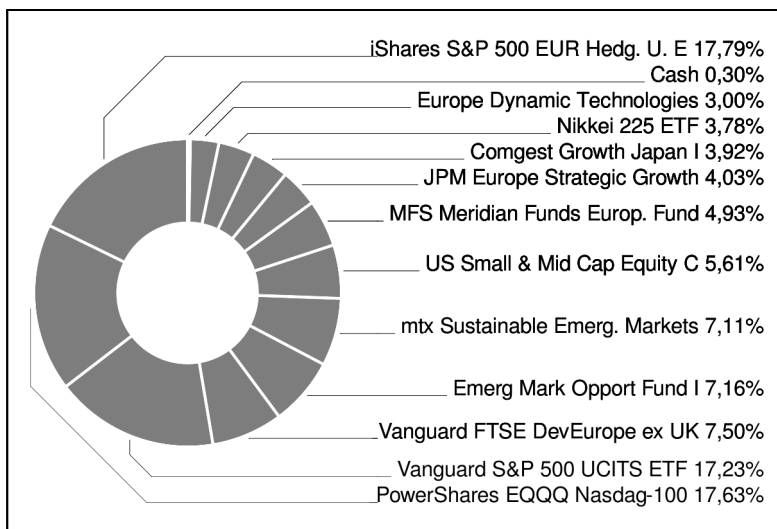 iShares S&P 500 EUR Hedg. U. E 17,79%
Cash 0,30%
Europe Dynamic Technologies 3,00%
Nikkei 225 ETF 3,78%
Comgest Growth Japan I 3,92%
JPM Europe Strategic Growth 4,03%
MFS Meridian Funds Europ. Fund 4,93%
US Small & Mid Cap Equity C 5,61%
mtx Sustainable Emerg. Markets 7,11%
Emerg Mark Opport Fund I 7,16%
Vanguard FTSE DevEurope ex UK 7,50%
Vanguard S&P 500 UCITS ETF 17,23%
PowerShares EQQQ Nasdag-100 17,63%